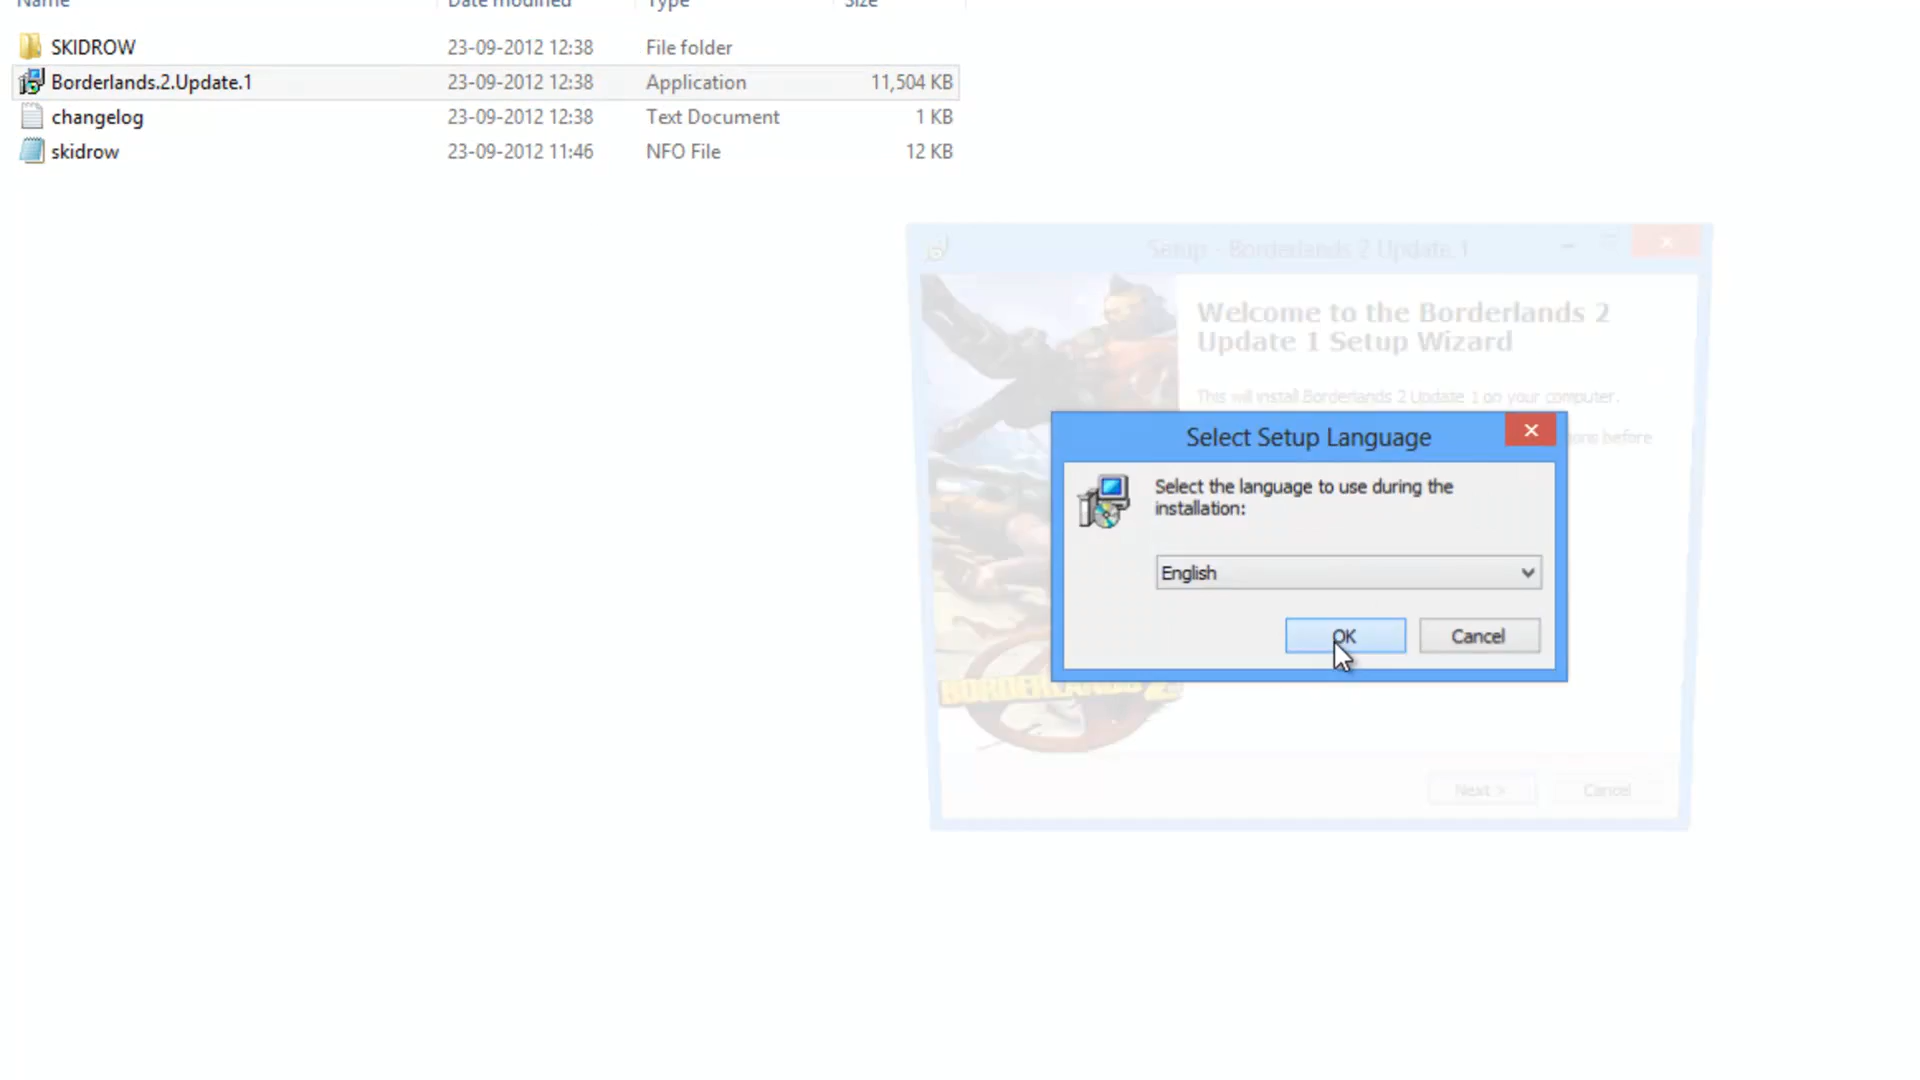 Name Date modified Type Size
SKIDROW 23-09-2012 12:38 File folder
Borderlands.2.Update.1 23-09-2012 12:38 Application 11,504 KB
changelog 23-09-2012 12:38 Text Document 1 KB
skidrow 23-09-2012 11:46 NFO File 12 KB
Setup - Borderlands 2 Update.1
Welcome to the Borderlands 2
Update 1 Setup Wizard
This will install Borderlands 2 Update 1 on your computer.
before
Select Setup Language
Select the language to use during the
installation:
English
OK Cancel
BORDERLANDS 2
Next > Cancel